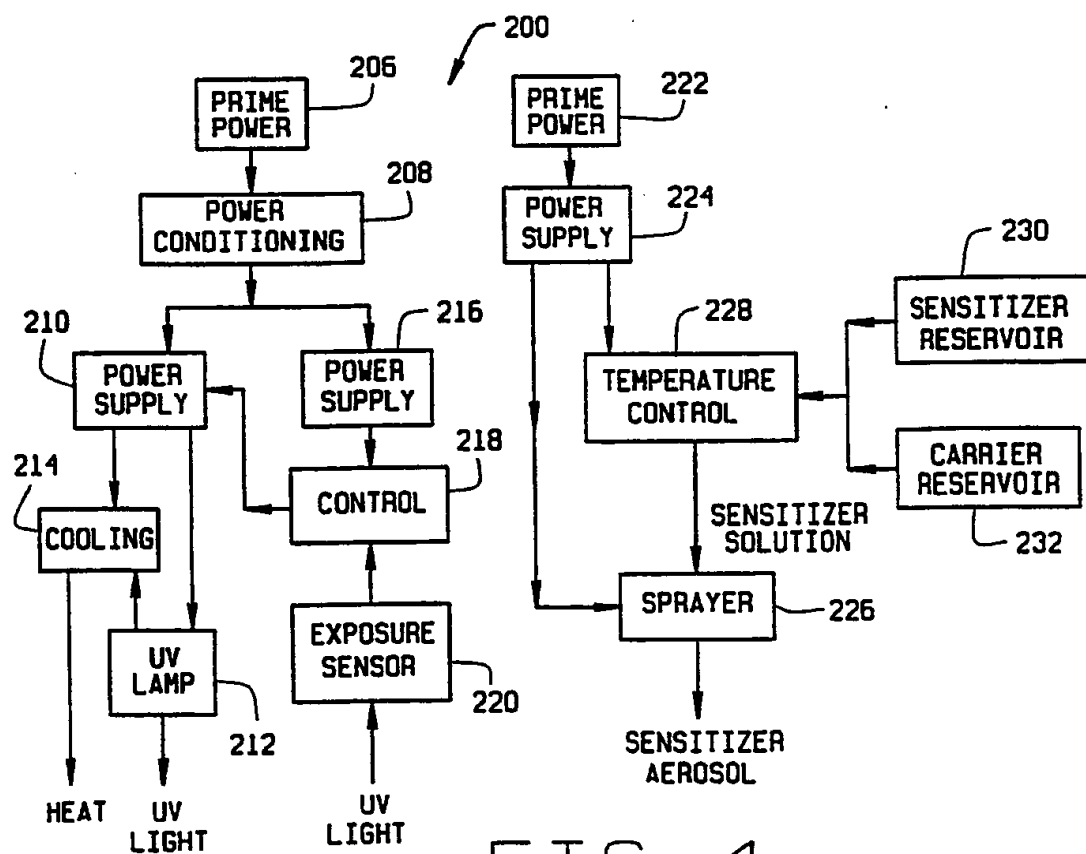 200
206
PRIME
POWER
222
PRIME
POWER
208
POWER
CONDITIONING
224
POWER
SUPPLY
230
SENSITIZER
RESERVOIR
210
POWER
SUPPLY
216
POWER
SUPPLY
228
TEMPERATURE
CONTROL
214
COOLING
218
CONTROL
CARRIER
RESERVOIR
232
SENSITIZER
SOLUTION
SPRAYER
226
EXPOSURE
SENSOR
220
UV
LAMP
212
HEAT
UV
LIGHT
UV
LIGHT
SENSITIZER
AEROSOL